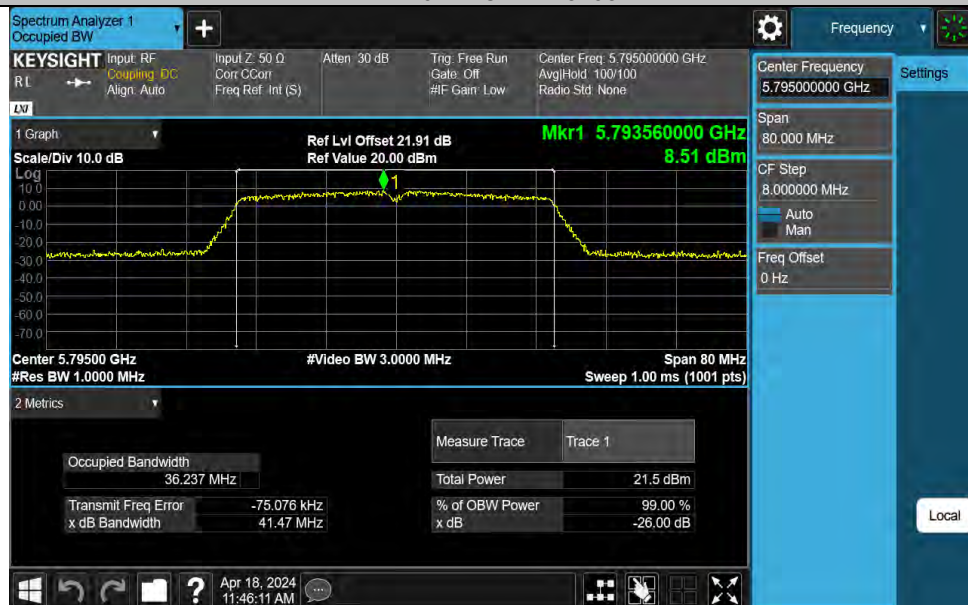 Spectrum Analyzer 1
Occupied BW
+
Frequency
KEYSIGHT
RL
LXI
Input: RF
Coupling: DC
Align: Auto
Input Z: 50 Ω
Corr CCorr
Freq Ref: Int (S)
Atten: 30 dB
Trig: Free Run
Gate: Off
#IF Gain: Low
Center Freq: 5.795000000 GHz
Avg|Hold: 100/100
Radio Std: None
Center Frequency
5.795000000 GHz
Settings
Span
80.000 MHz
CF Step
8.000000 MHz
Auto
Man
Freq Offset
0 Hz
1 Graph
Scale/Div 10.0 dB
Ref Lvl Offset 21.91 dB
Ref Value 20.00 dBm
Mkr1 5.793560000 GHz
8.51 dBm
Log
10.0
0.00
-10.0
-20.0
-30.0
-40.0
-50.0
-60.0
-70.0
1
Center 5.79500 GHz
#Res BW 1.0000 MHz
#Video BW 3.0000 MHz
Span 80 MHz
Sweep 1.00 ms (1001 pts)
2 Metrics
Measure Trace Trace 1
Occupied Bandwidth
36.237 MHz
Total Power 21.5 dBm
Transmit Freq Error -75.076 kHz
% of OBW Power 99.00 %
x dB Bandwidth 41.47 MHz
x dB -26.00 dB
Local
?
Apr 18, 2024
11:46:11 AM